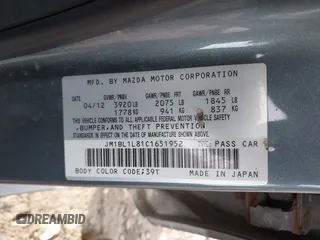 MFD. BY MAZDA MOTOR CORPORATION
DATE GVWR/PNBV GAWR/PNBE FRT GAWR/PNBE RR
04/12 3920LB 2075 LB 1845 LB
1778KG 941 KG 837 KG
THIS VEHICLE CONFORMS TO ALL APPLICABLE FEDERAL MOTOR VEHICLE SAFETY
, BUMPER, AND THEFT PREVENTION
JM1BL1L81C1651952 PASS CAR
BODY COLOR CODE:39T MADE IN JAPAN
AUTOBIDMASTER